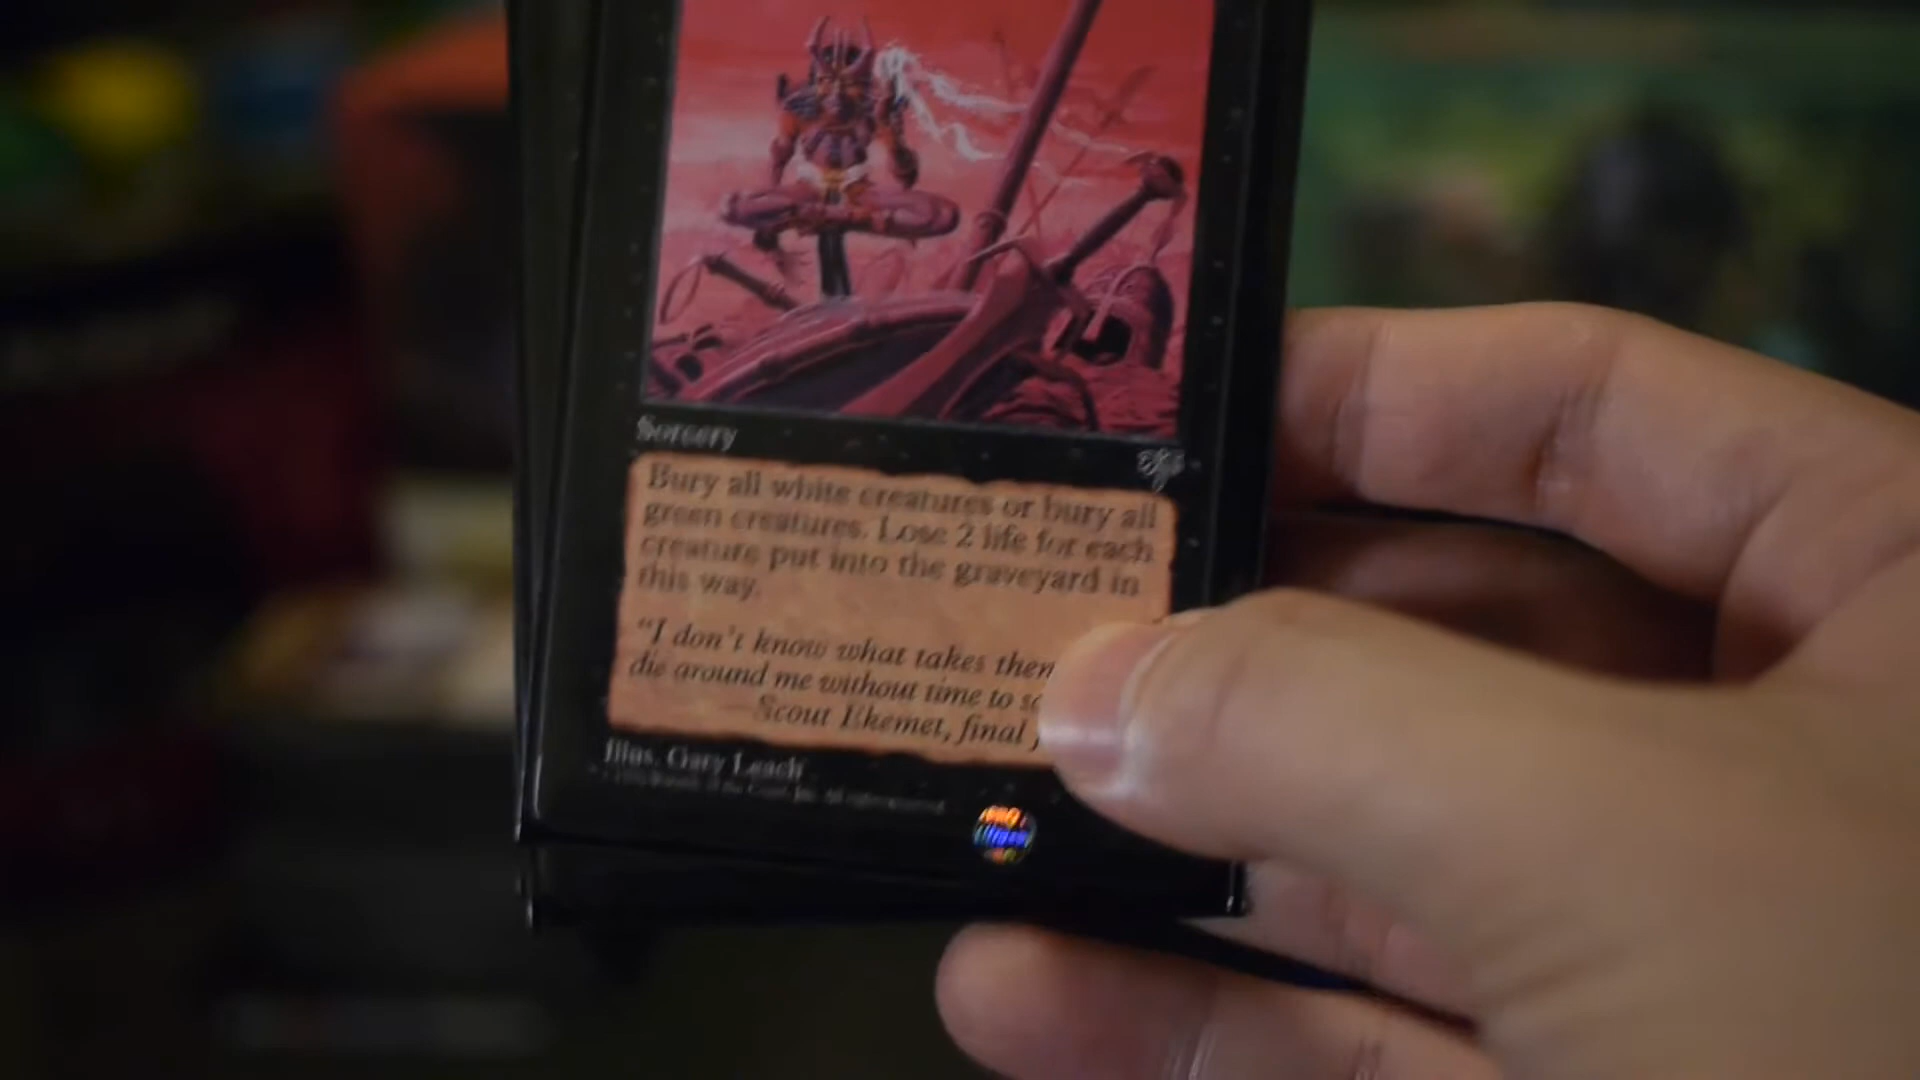 Sorcery
Bury all white creatures or bury all
green creatures. Lose 2 life for each
creature put into the graveyard in
this way.
"I don't know what takes them
die around me without time to
Scout Ekemet, final
Illus. Gary Leach